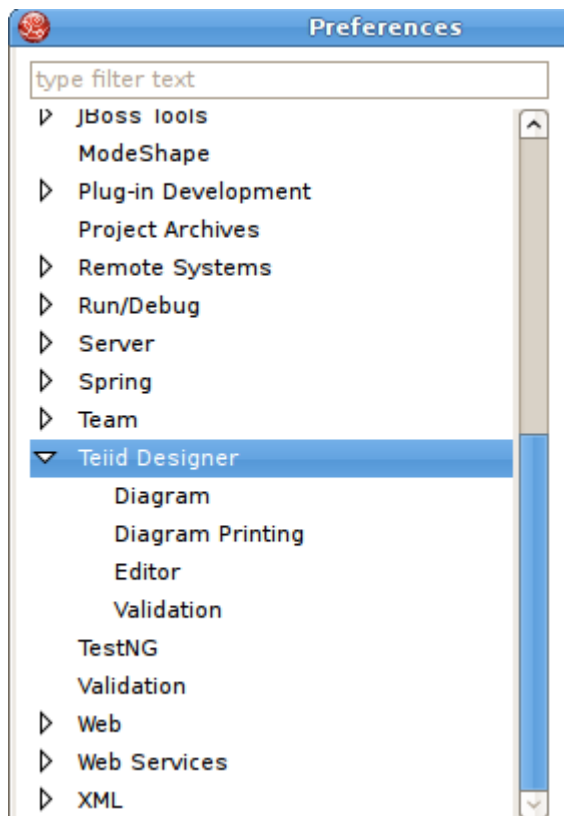 Preferences
type filter text
JBoss Tools
ModeShape
Plug-in Development
Project Archives
Remote Systems
Run/Debug
Server
Spring
Team
Teiid Designer
Diagram
Diagram Printing
Editor
Validation
TestNG
Validation
Web
Web Services
XML